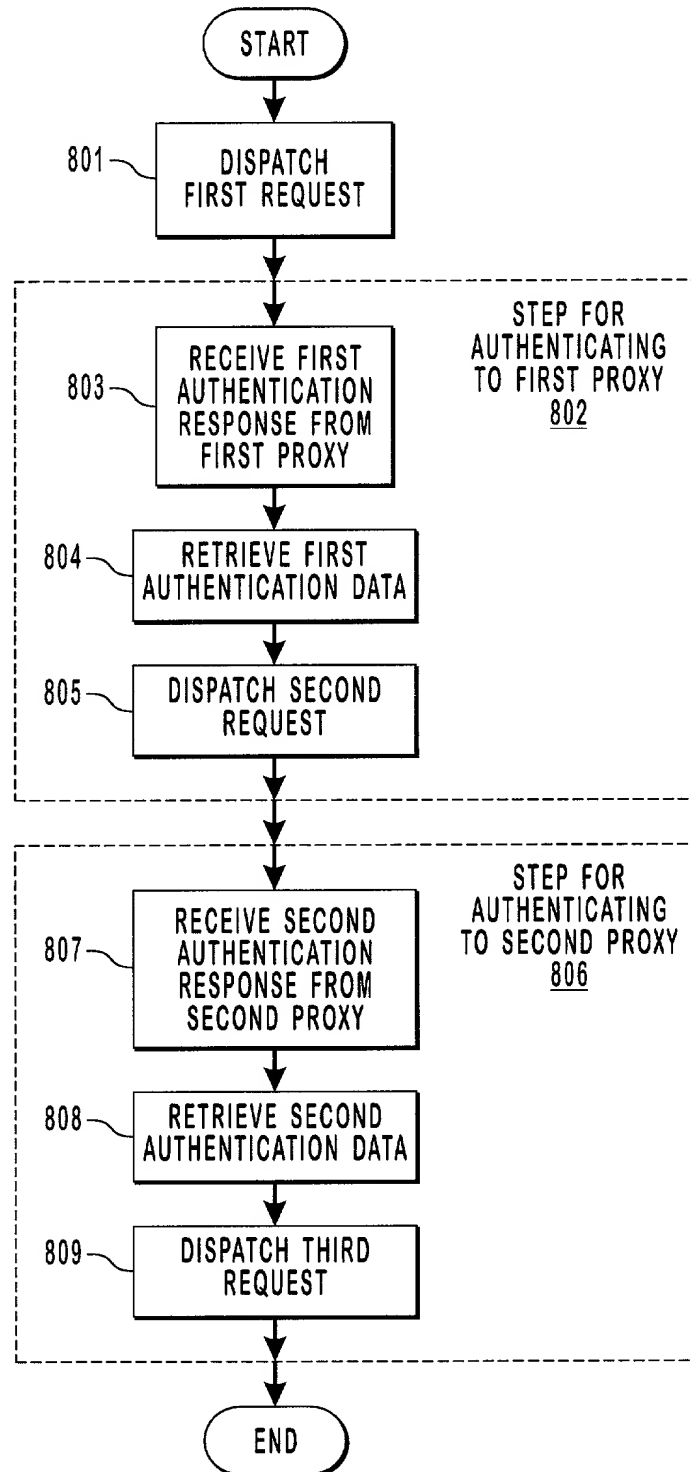 START
801
DISPATCH
FIRST REQUEST
STEP FOR
AUTHENTICATING
TO FIRST PROXY
802
803
RECEIVE FIRST
AUTHENTICATION
RESPONSE FROM
FIRST PROXY
804
RETRIEVE FIRST
AUTHENTICATION DATA
805
DISPATCH SECOND
REQUEST
STEP FOR
AUTHENTICATING
TO SECOND PROXY
806
807
RECEIVE SECOND
AUTHENTICATION
RESPONSE FROM
SECOND PROXY
808
RETRIEVE SECOND
AUTHENTICATION DATA
809
DISPATCH THIRD
REQUEST
END